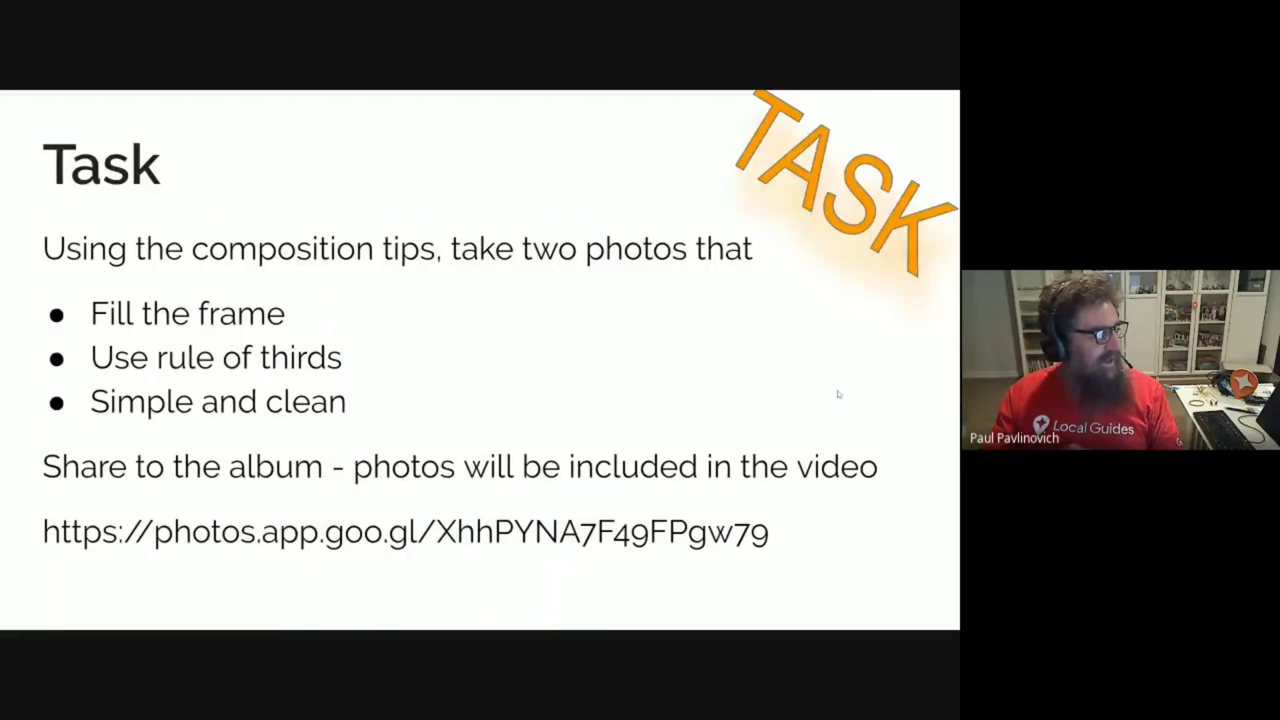 TASK
Task
Using the composition tips, take two photos that
● Fill the frame
● Use rule of thirds
● Simple and clean
Share to the album - photos will be included in the video
https://photos.app.goo.gl/XhhPYNA7F49FPgw79
Local Guides
Paul Pavlinovich